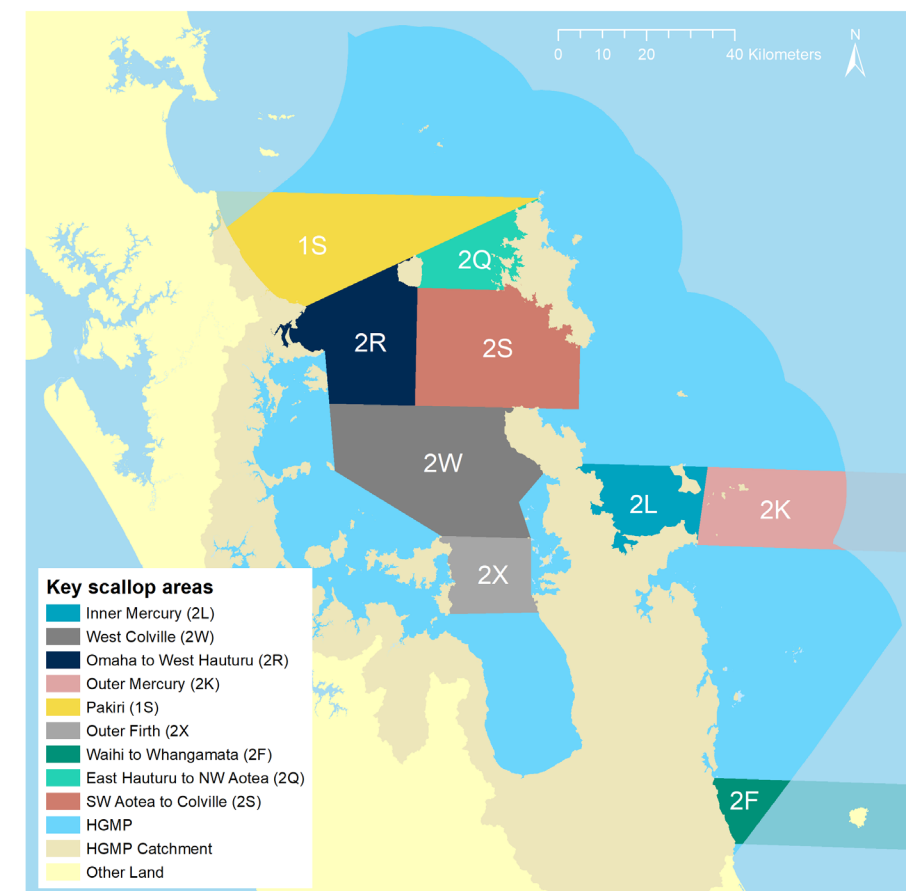 N
0 10 20 40 Kilometers
1S
2Q
2R
2S
2W
2L
2K
2X
2F
Key scallop areas
Inner Mercury (2L)
West Colville (2W)
Omaha to West Hauturu (2R)
Outer Mercury (2K)
Pakiri (1S)
Outer Firth (2X
Waihi to Whangamata (2F)
East Hauturu to NW Aotea (2Q)
SW Aotea to Colville (2S)
HGMP
HGMP Catchment
Other Land